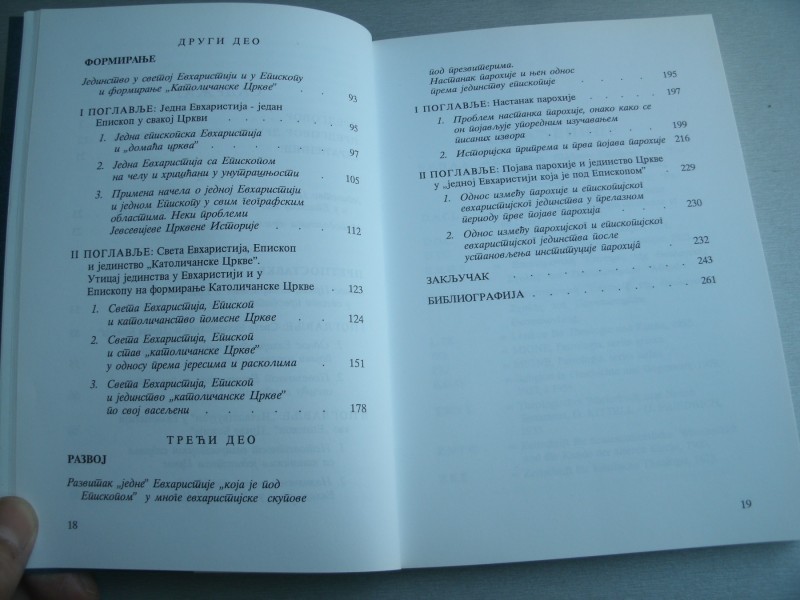 ДРУГИ ДЕО
ФОРМИРАЊЕ
Јединство у светој Евхаристији и у Епископу
и формирање „Католичанске Цркве” . . 93
I ПОГЛАВЉЕ: Једна Евхаристија - један
Епископ у свакој Цркви . . . . . 95
1. Једна епископска Евхаристија
и „домаћа црква” . . . . . 97
2. Једна Евхаристија са Епископом
на челу и хришћани у унутрашњости . 105
3. Примена начела о једној Евхаристији
и једном Епископу у свим географским
областима. Неки проблеми
Јевсевијеве Црквене Историје . . . 112
II ПОГЛАВЉЕ: Света Евхаристија, Епископ
и јединство „Католичанске Цркве”.
Утицај јединства у Евхаристији и у
Епископу на формирање Католичанске Цркве . 123
1. Света Евхаристија, Епископ
и католичанство помесне Цркве . . 124
2. Света Евхаристија, Епископ
и став „католичанске Цркве”
у односу према јересима и расколима . 151
3. Света Евхаристија, Епископ
и јединство „католичанске Цркве”
по свој васељени . . . . . . 178
ТРЕЋИ ДЕО
РАЗВОЈ
Развитак „једне” Евхаристије „која је под
Епископом” у многе евхаристијске скупове
18
под презвитерима.
Настанак парохије и њен однос
према јединству епископије . . . . 195
I ПОГЛАВЉЕ: Настанак парохије . . . . 197
1. Проблем настанка парохије, онако како се
он појављује упоредним изучавањем
писаних извора . . . . . . 199
2. Историјска припрема и прва појава парохије 216
II ПОГЛАВЉЕ: Појава парохије и јединство Цркве
у „једној Евхаристији која је под Епископом” . 229
1. Однос између парохије и епископијској
евхаристијској јединства у прелазном
периоду прве појаве парохија . . . 230
2. Однос између парохијској и епископијској
евхаристијској јединства после
установљења институције парохија . . 232
ЗАКЉУЧАК . . . . . . . . 243
БИБЛИОГРАФИЈА . . . . . . . 261
19